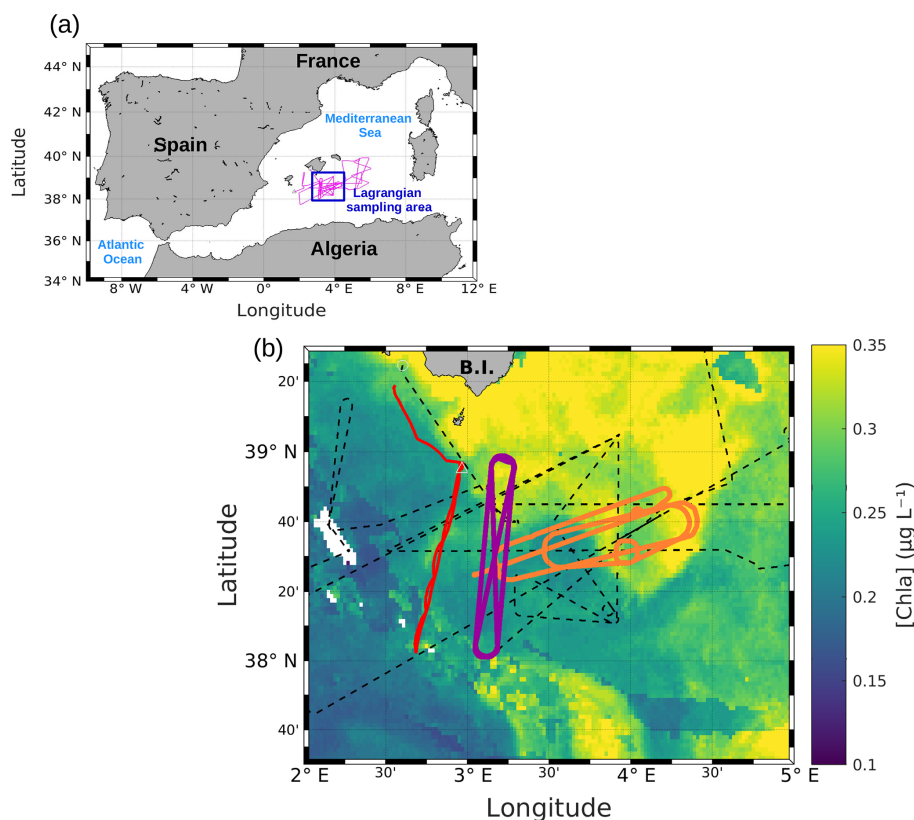 (a)
44° N
42° N
40° N
38° N
36° N
34° N
Latitude
France
Spain
Mediterranean
Sea
Lagrangian
sampling area
Atlantic
Ocean
Algeria
8° W 4° W 0° 4° E 8° E 12° E
Longitude
(b)
B.I.
20'
39° N
40'
20'
38° N
40'
Latitude
2° E 30' 3° E 30' 4° E 30' 5° E
Longitude
0.35
0.3
0.25
0.2
0.15
0.1
[Chla] (µg L⁻¹)